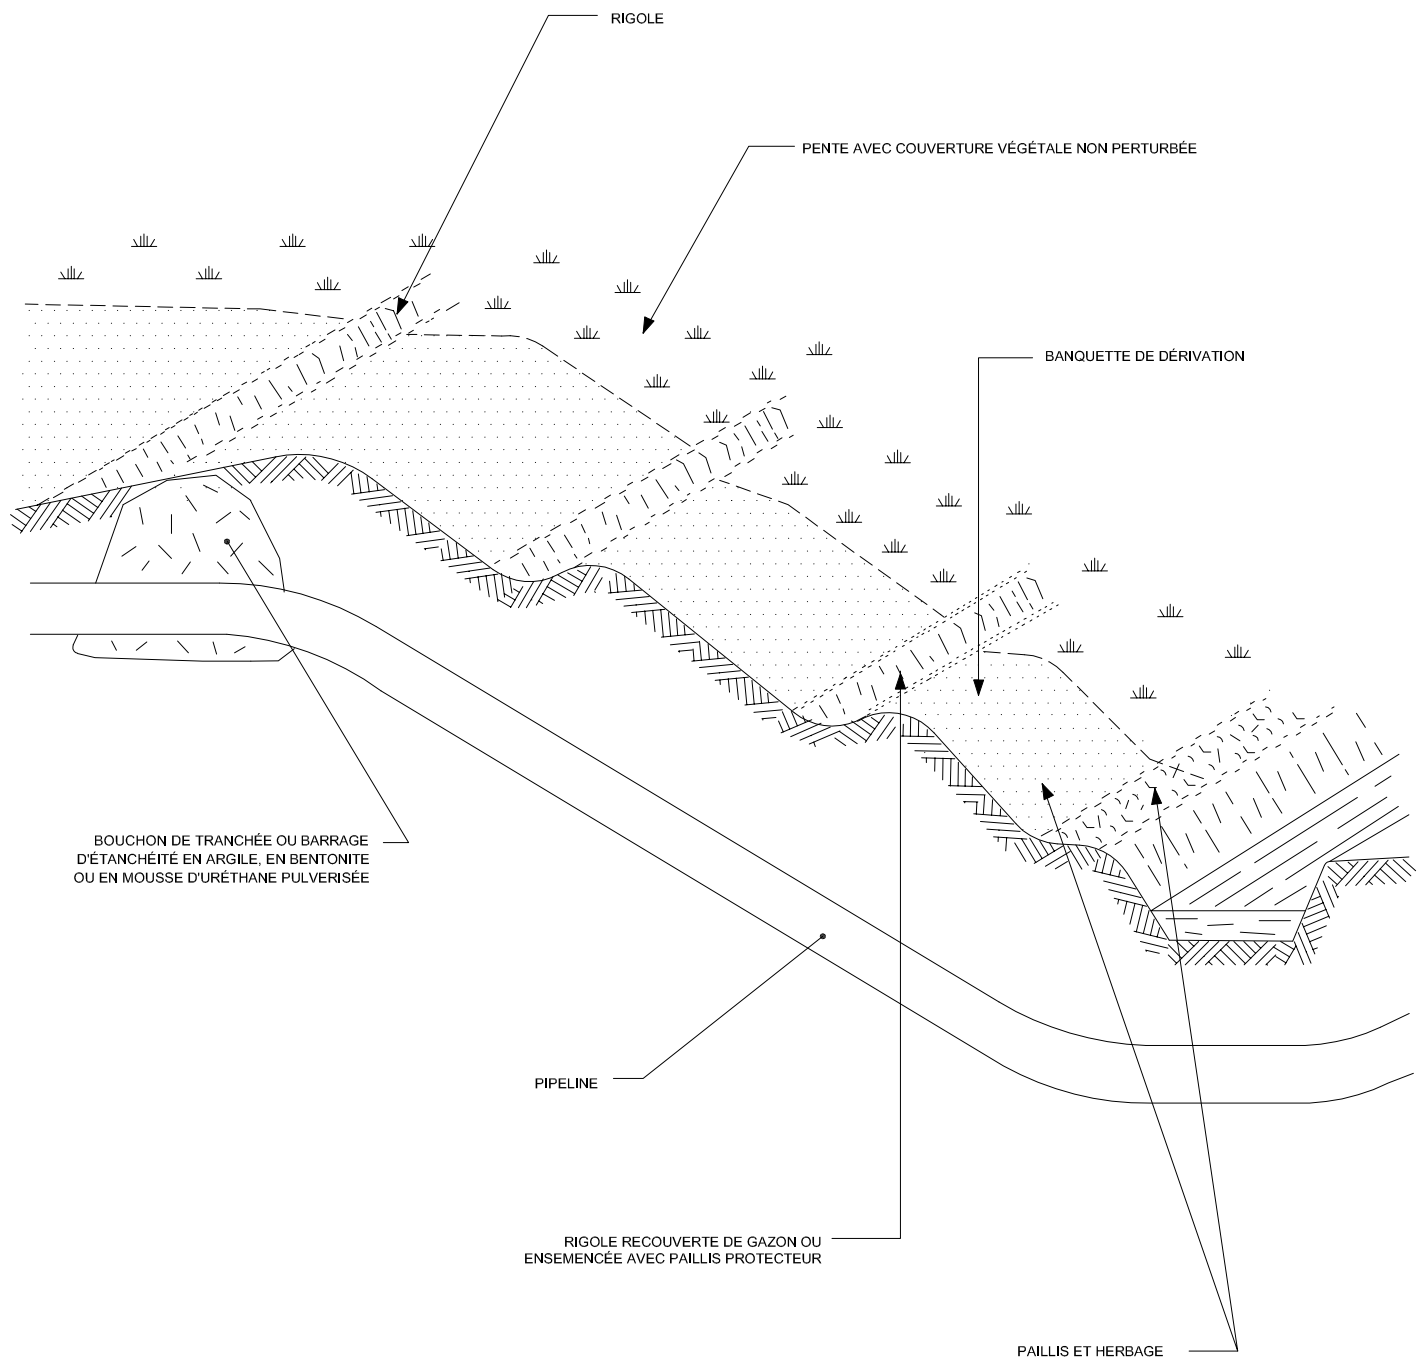 RIGOLE
PENTE AVEC COUVERTURE VÉGÉTALE NON PERTURBÉE
BANQUETTE DE DÉRIVATION
BOUCHON DE TRANCHÉE OU BARRAGE
D'ÉTANCHÉITÉ EN ARGILE, EN BENTONITE
OU EN MOUSSE D'URÉTHANE PULVERISÉE
PIPELINE
RIGOLE RECOUVERTE DE GAZON OU
ENSEMENCÉE AVEC PAILLIS PROTECTEUR
PAILLIS ET HERBAGE